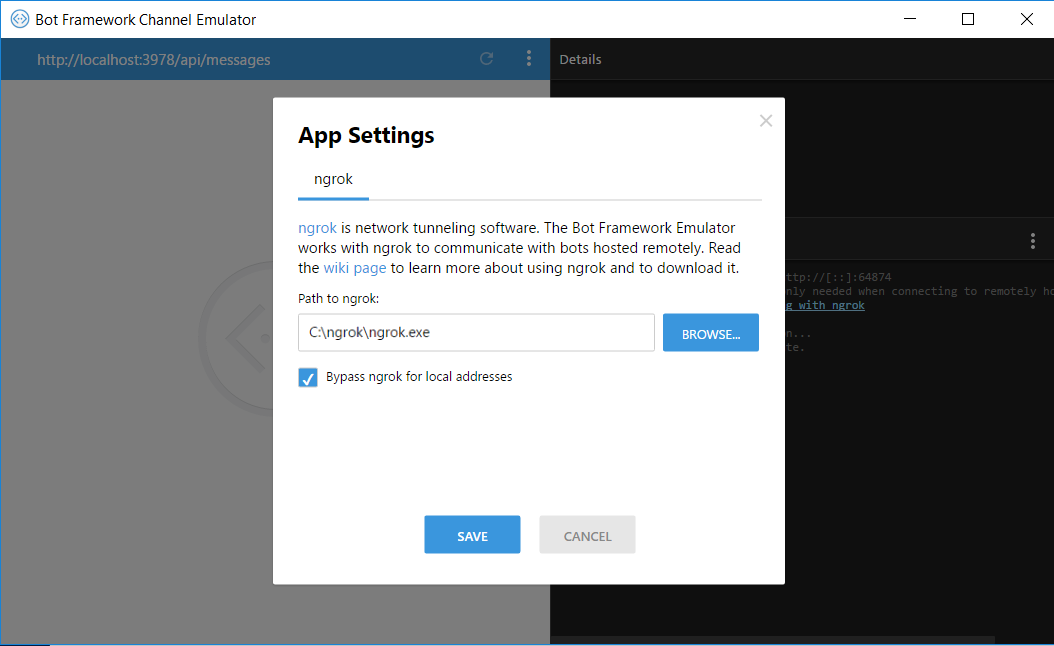 Bot Framework Channel Emulator
http://localhost:3978/api/messages
Details
App Settings
ngrok
ngrok is network tunneling software. The Bot Framework Emulator
works with ngrok to communicate with bots hosted remotely. Read
the wiki page to learn more about using ngrok and to download it.
Path to ngrok:
C:\ngrok\ngrok.exe
BROWSE...
Bypass ngrok for local addresses
SAVE
CANCEL
ttp://[::]:64874
only needed when connecting to remotely ho
g with ngrok
n...
te.